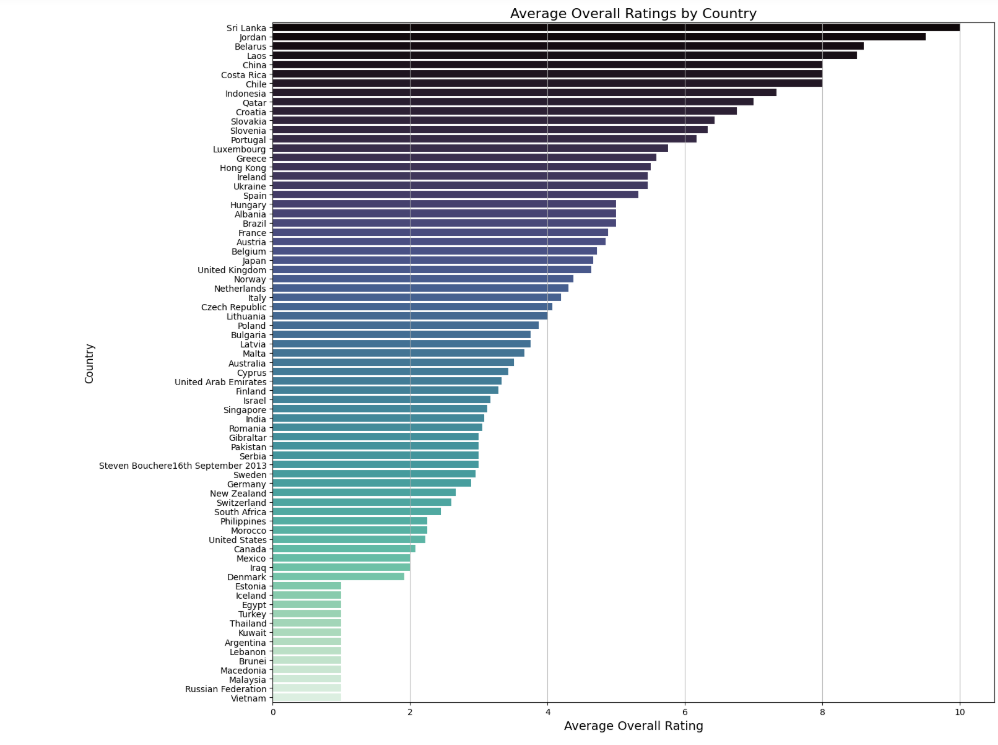 Average Overall Ratings by Country
Sri Lanka
Jordan
Belarus
Laos
China
Costa Rica
Chile
Indonesia
Qatar
Croatia
Slovakia
Slovenia
Portugal
Luxembourg
Greece
Hong Kong
Ireland
Ukraine
Spain
Hungary
Albania
Brazil
France
Austria
Belgium
Japan
United Kingdom
Norway
Netherlands
Italy
Czech Republic
Lithuania
Poland
Bulgaria
Latvia
Malta
Australia
Cyprus
United Arab Emirates
Finland
Israel
Singapore
India
Romania
Gibraltar
Pakistan
Serbia
Steven Bouchere16th September 2013
Sweden
Germany
New Zealand
Switzerland
South Africa
Philippines
Morocco
United States
Canada
Mexico
Iraq
Denmark
Estonia
Iceland
Egypt
Turkey
Thailand
Kuwait
Argentina
Lebanon
Brunei
Macedonia
Malaysia
Russian Federation
Vietnam
Country
0 2 4 6 8 10
Average Overall Rating